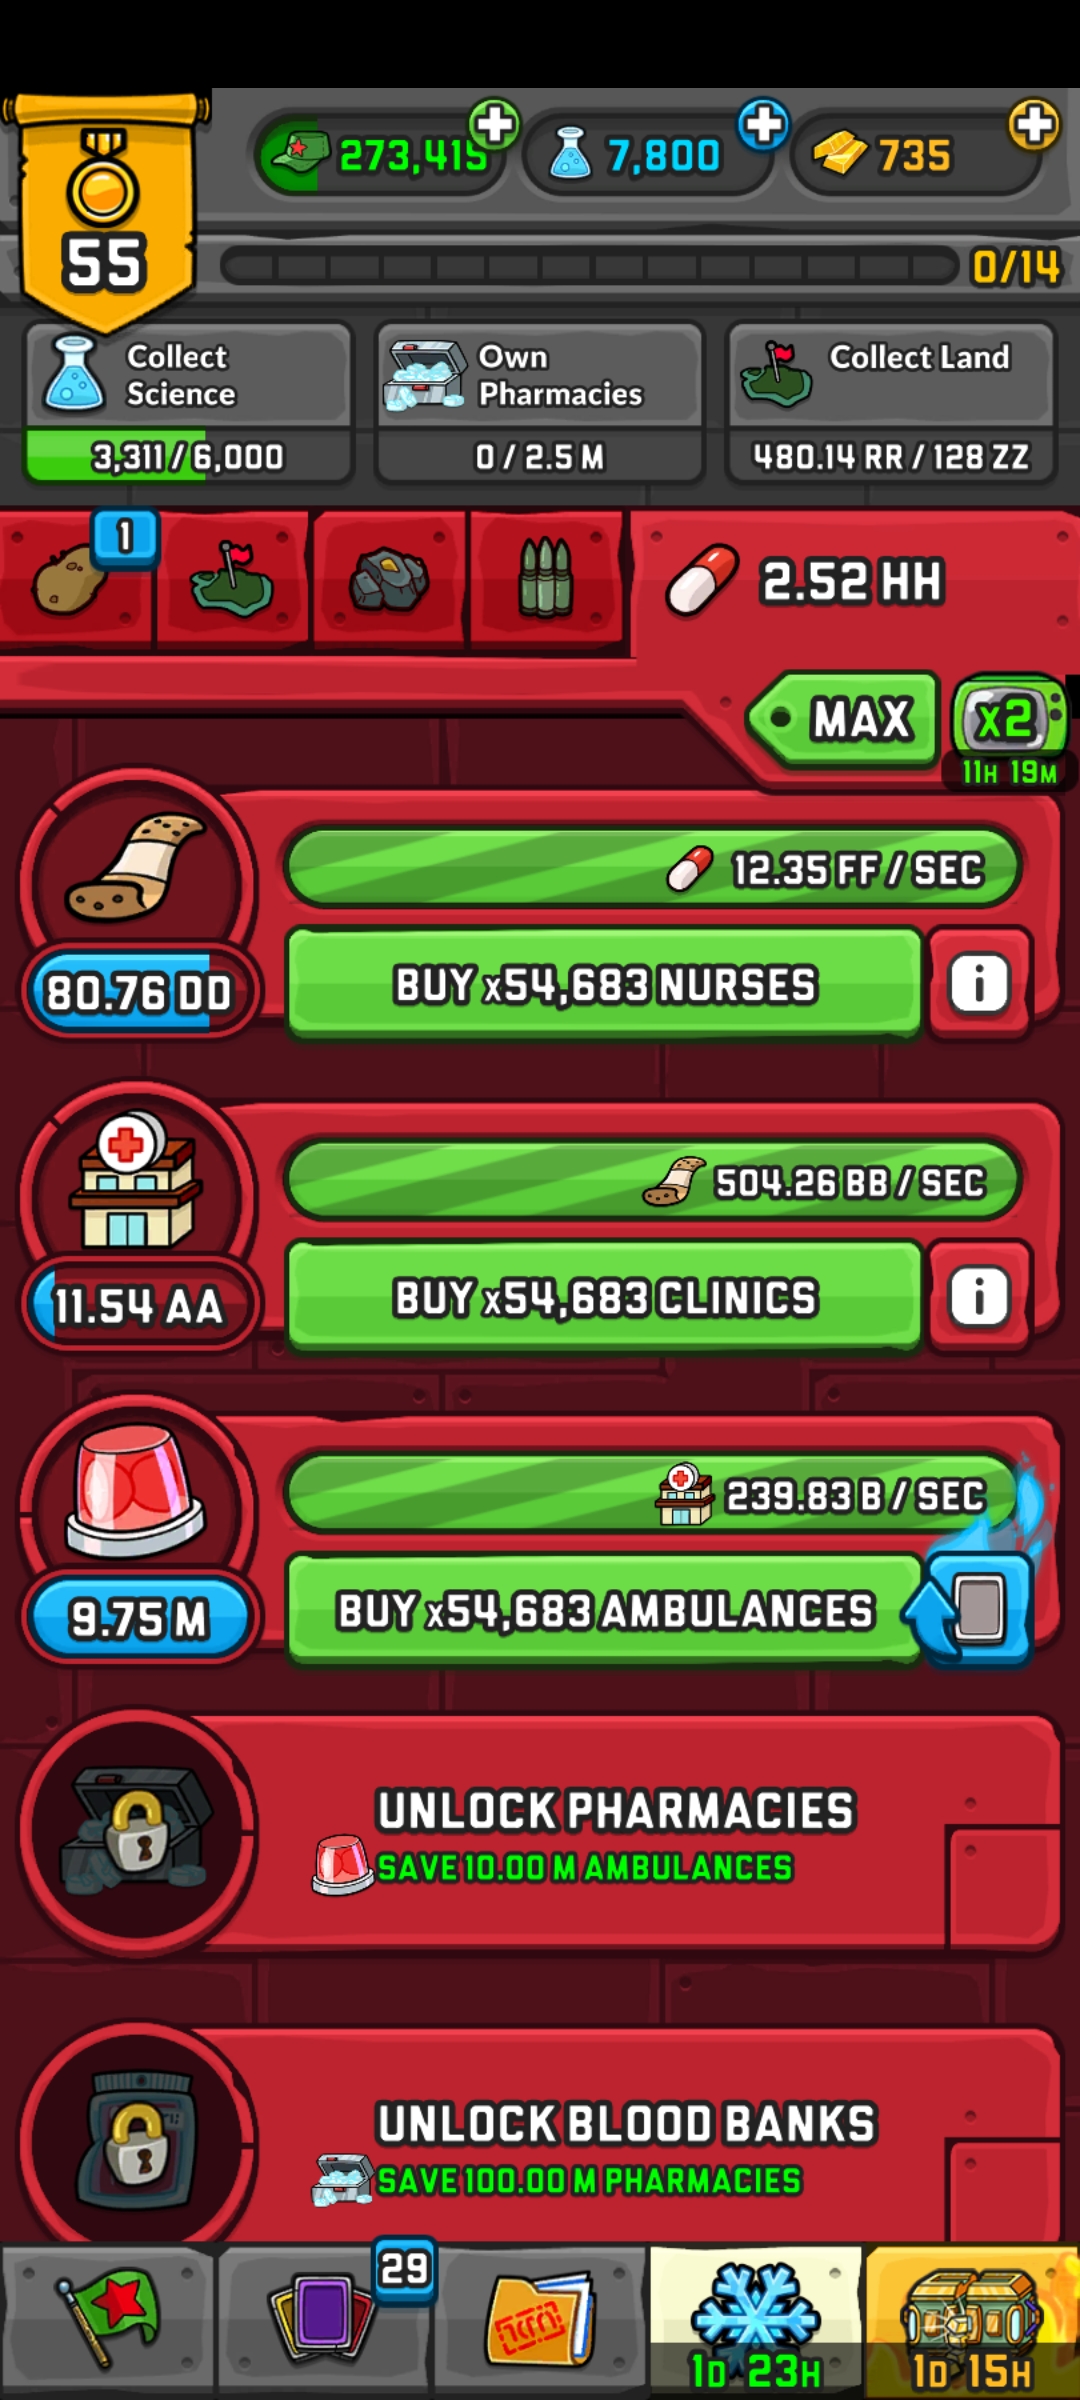 55
273,415
7,800
735
0/14
Collect
Science
3,311/6,000
Own
Pharmacies
0/2.5 M
Collect Land
480.14 RR/128 ZZ
1
2.52 HH
MAX
x2
11H 19M
12.35 FF/SEC
80.76 DD
BUY x54,683 NURSES
i
504.26 BB/SEC
11.54 AA
BUY x54,683 CLINICS
i
239.83 B/SEC
9.75 M
BUY x54,683 AMBULANCES
UNLOCK PHARMACIES
SAVE 10.00 M AMBULANCES
UNLOCK BLOOD BANKS
SAVE 100.00 M PHARMACIES
29
1D 23H
1D 15H